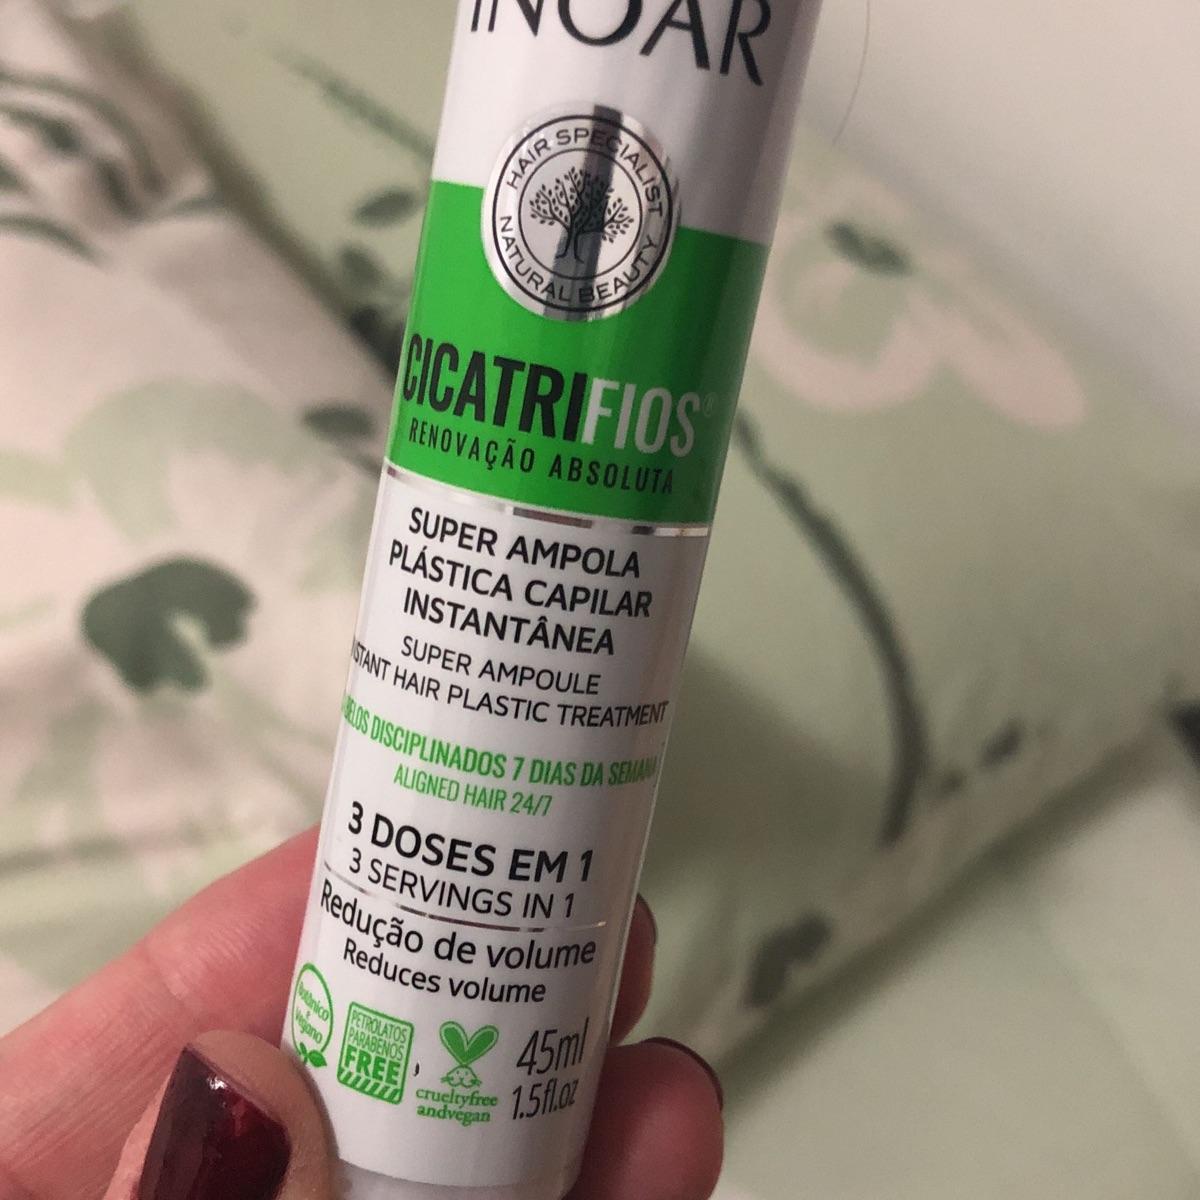 INOAR
HAIR SPECIALIST
NATURAL BEAUTY
CICATRIFIOS®
RENOVAÇÃO ABSOLUTA
SUPER AMPOLA
PLÁSTICA CAPILAR
INSTANTÂNEA
SUPER AMPOULE
HAIR PLASTIC TREATMENT
DISCIPLINADOS 7 DIAS DA SEMANA
ALIGNED HAIR 24/7
3 DOSES EM 1
3 SERVINGS IN 1
Redução de volume
Reduces volume
Botânico
&
Vegano
PETROLATOS
PARABENOS
FREE
crueltyfree
andvegan
45ml
1.5fl.oz